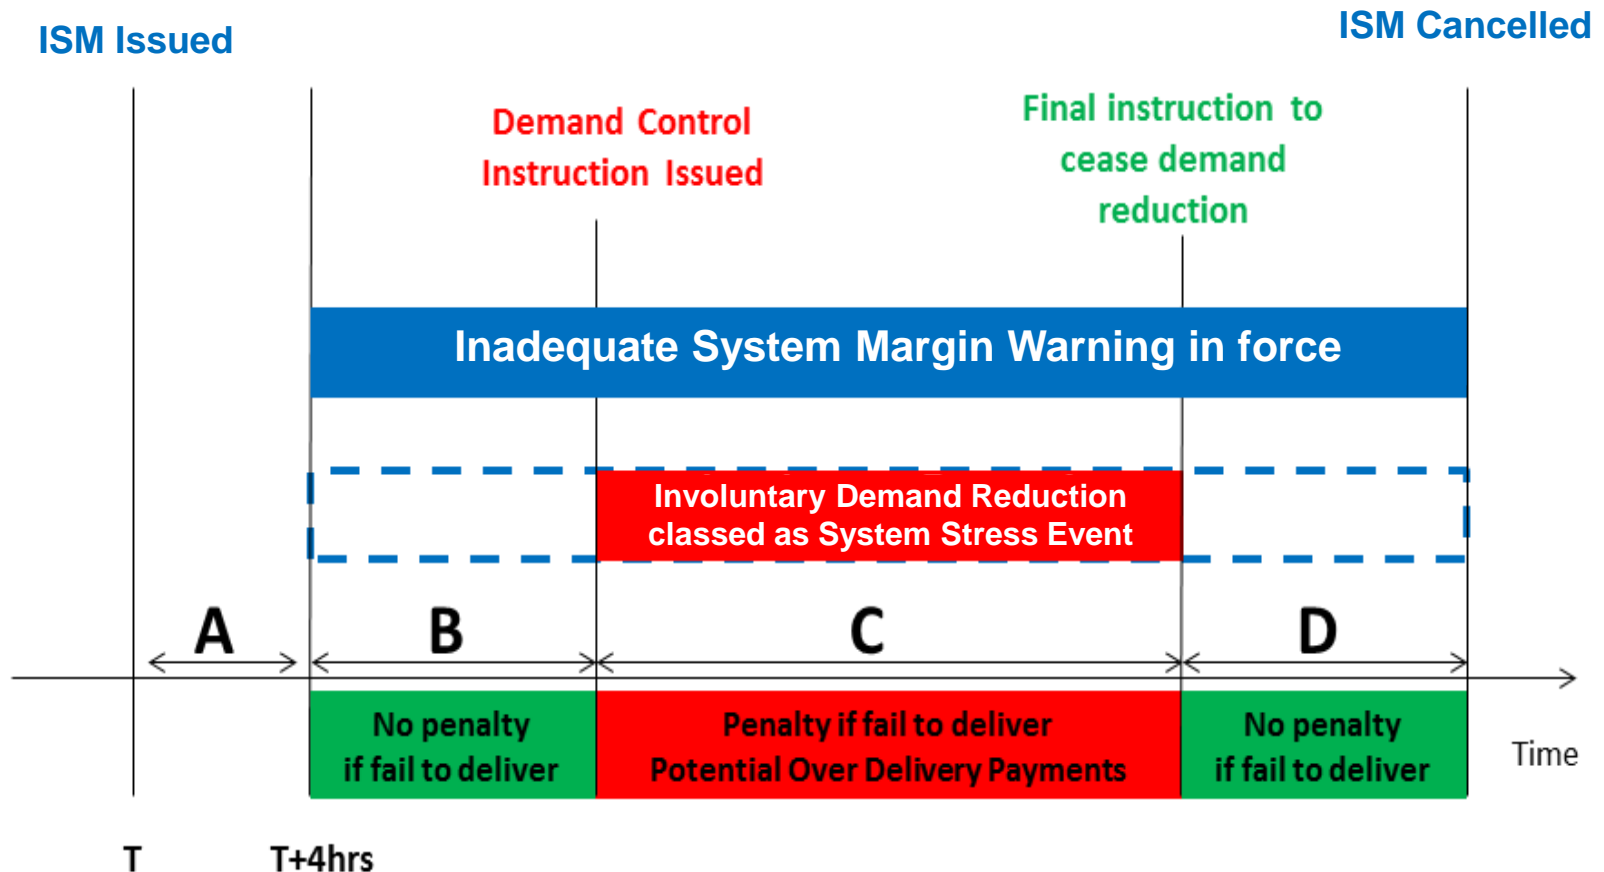 ISM Issued
ISM Cancelled
Demand Control
Instruction Issued
Final instruction to
cease demand
reduction
Inadequate System Margin Warning in force
Involuntary Demand Reduction
classed as System Stress Event
A
B
C
D
No penalty
if fail to deliver
Penalty if fail to deliver
Potential Over Delivery Payments
No penalty
if fail to deliver
Time
T
T+4hrs